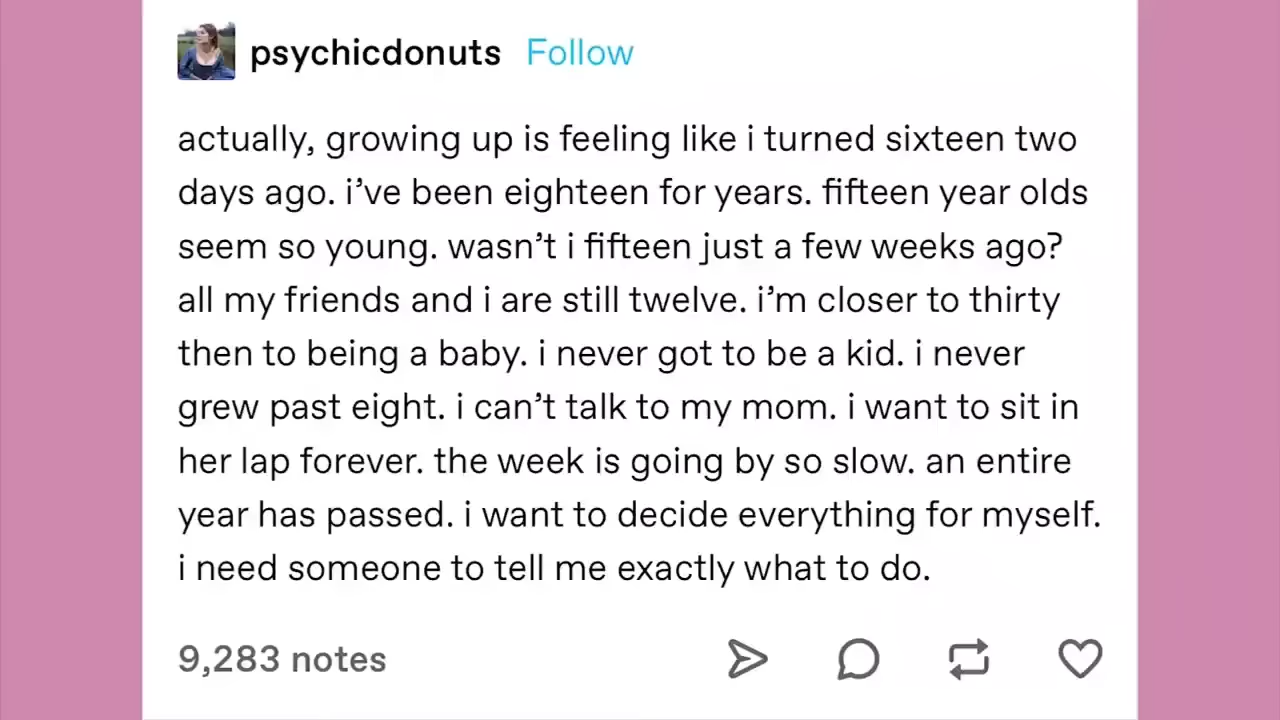 psychicdonuts Follow
actually, growing up is feeling like i turned sixteen two
days ago. i’ve been eighteen for years. fifteen year olds
seem so young. wasn’t i fifteen just a few weeks ago?
all my friends and i are still twelve. i’m closer to thirty
then to being a baby. i never got to be a kid. i never
grew past eight. i can’t talk to my mom. i want to sit in
her lap forever. the week is going by so slow. an entire
year has passed. i want to decide everything for myself.
i need someone to tell me exactly what to do.
9,283 notes